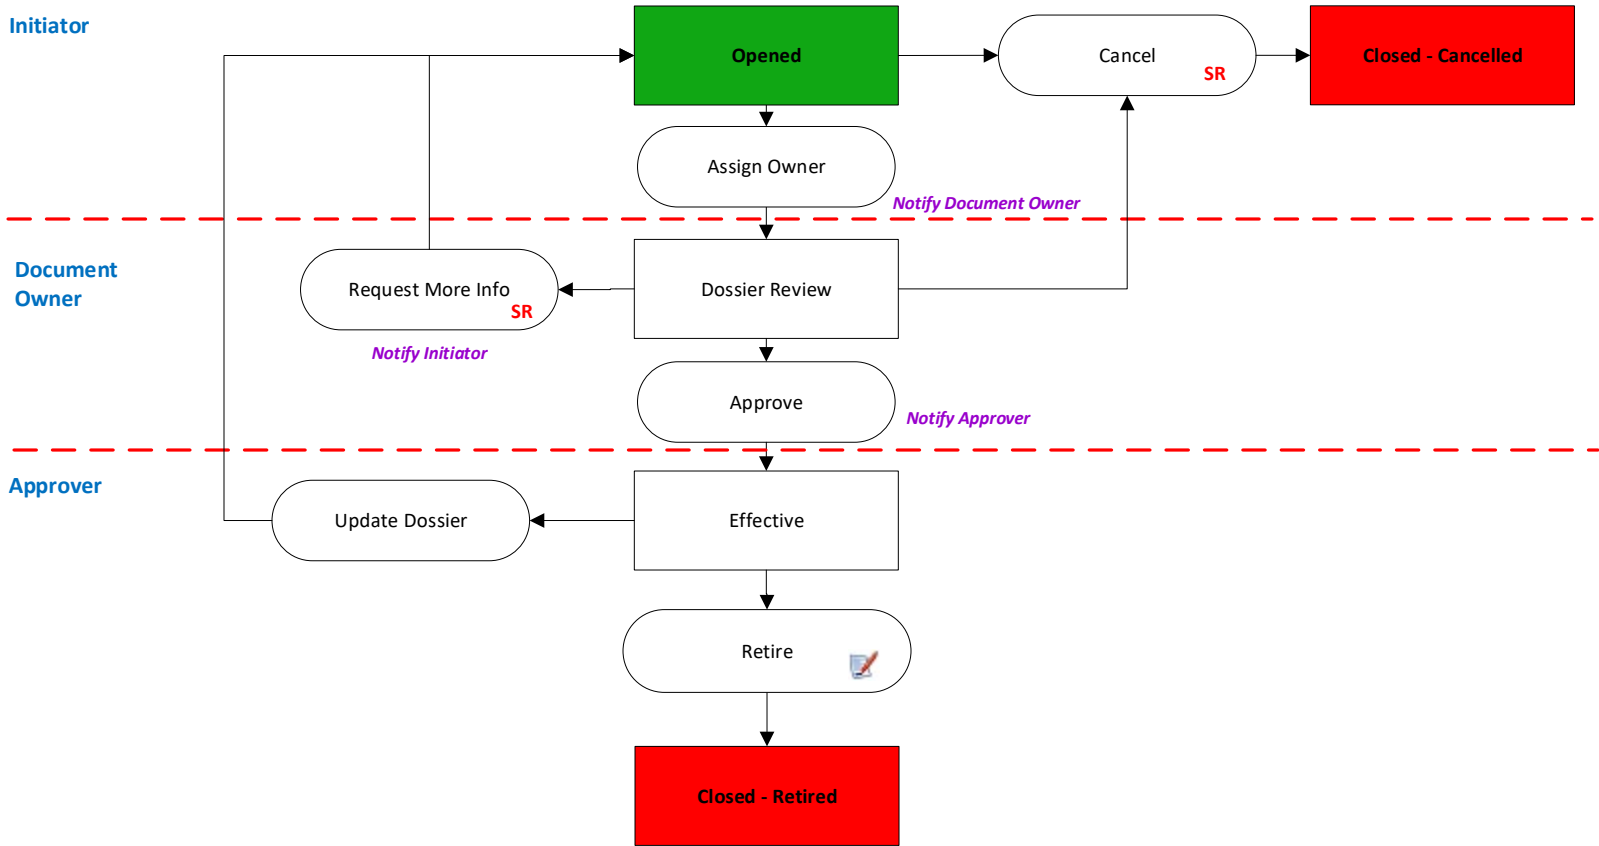 Initiator
Opened
Cancel
SR
Closed - Cancelled
Assign Owner
Notify Document Owner
Document
Owner
Request More Info
SR
Dossier Review
Notify Initiator
Approve
Notify Approver
Approver
Update Dossier
Effective
Retire
Closed - Retired